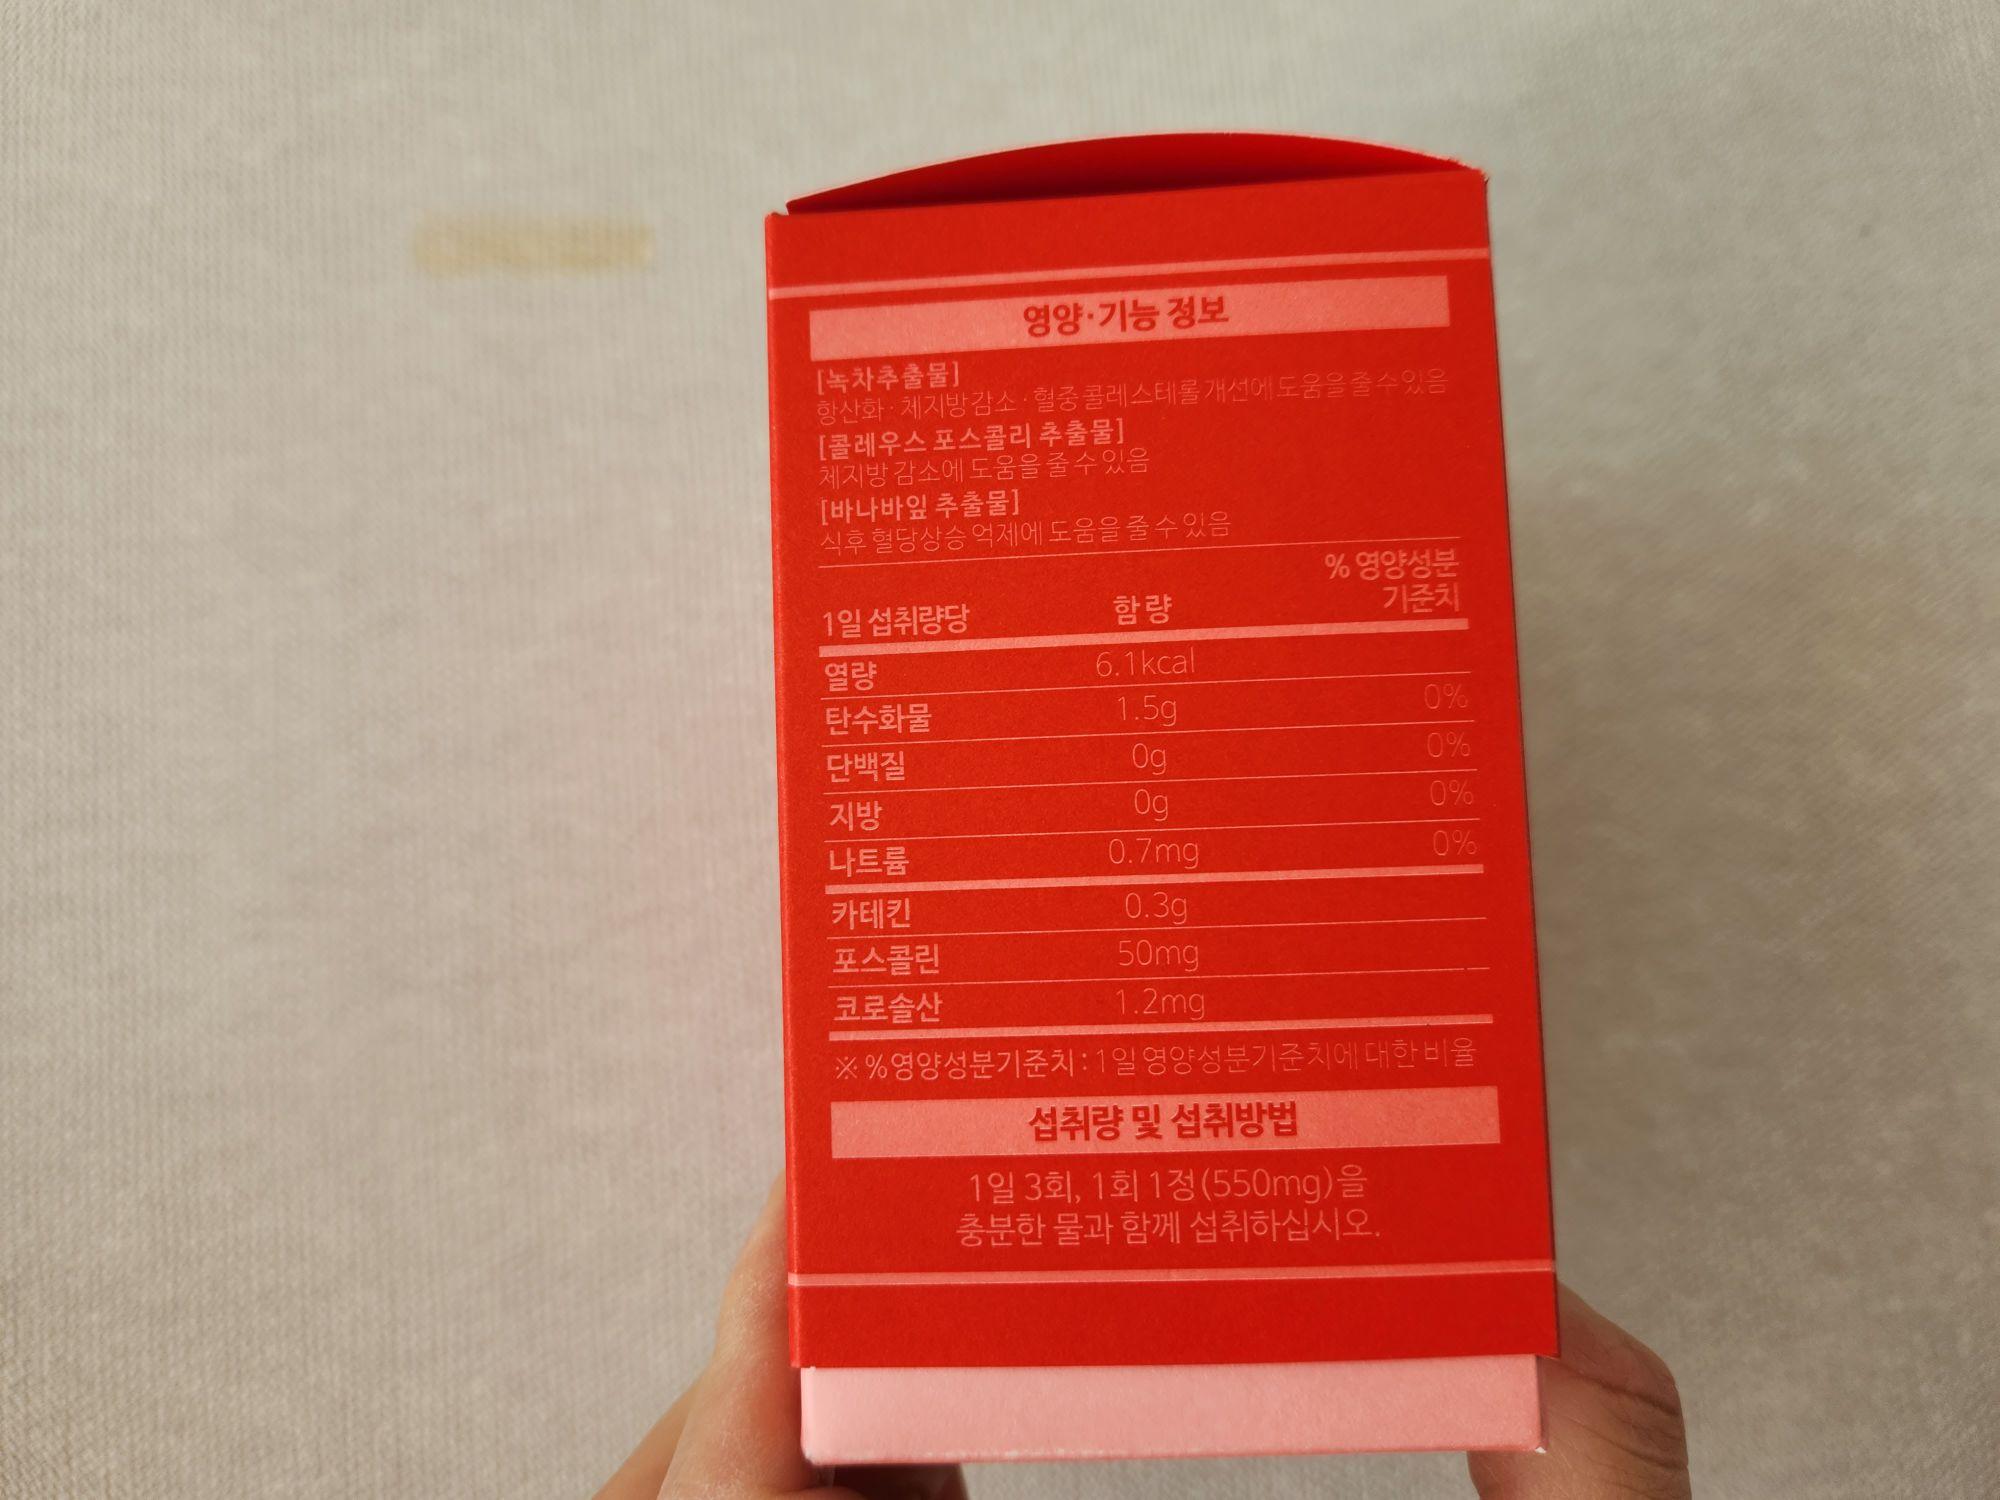 영양·기능 정보
[녹차추출물]
항산화·체지방 감소·혈중 콜레스테롤 개선에 도움을 줄 수 있음
[콜레우스 포스콜리 추출물]
체지방 감소에 도움을 줄 수 있음
[바나바잎 추출물]
식후 혈당상승 억제에 도움을 줄 수 있음
1일 섭취량당 함량 % 영양성분 기준치
열량 6.1kcal
탄수화물 1.5g 0%
단백질 0g 0%
지방 0g 0%
나트륨 0.7mg 0%
카테킨 0.3g
포스콜린 50mg
코로솔산 1.2mg
※ %영양성분기준치 : 1일 영양성분기준치에 대한 비율
섭취량 및 섭취방법
1일 3회, 1회 1정(550mg)을
충분한 물과 함께 섭취하십시오.